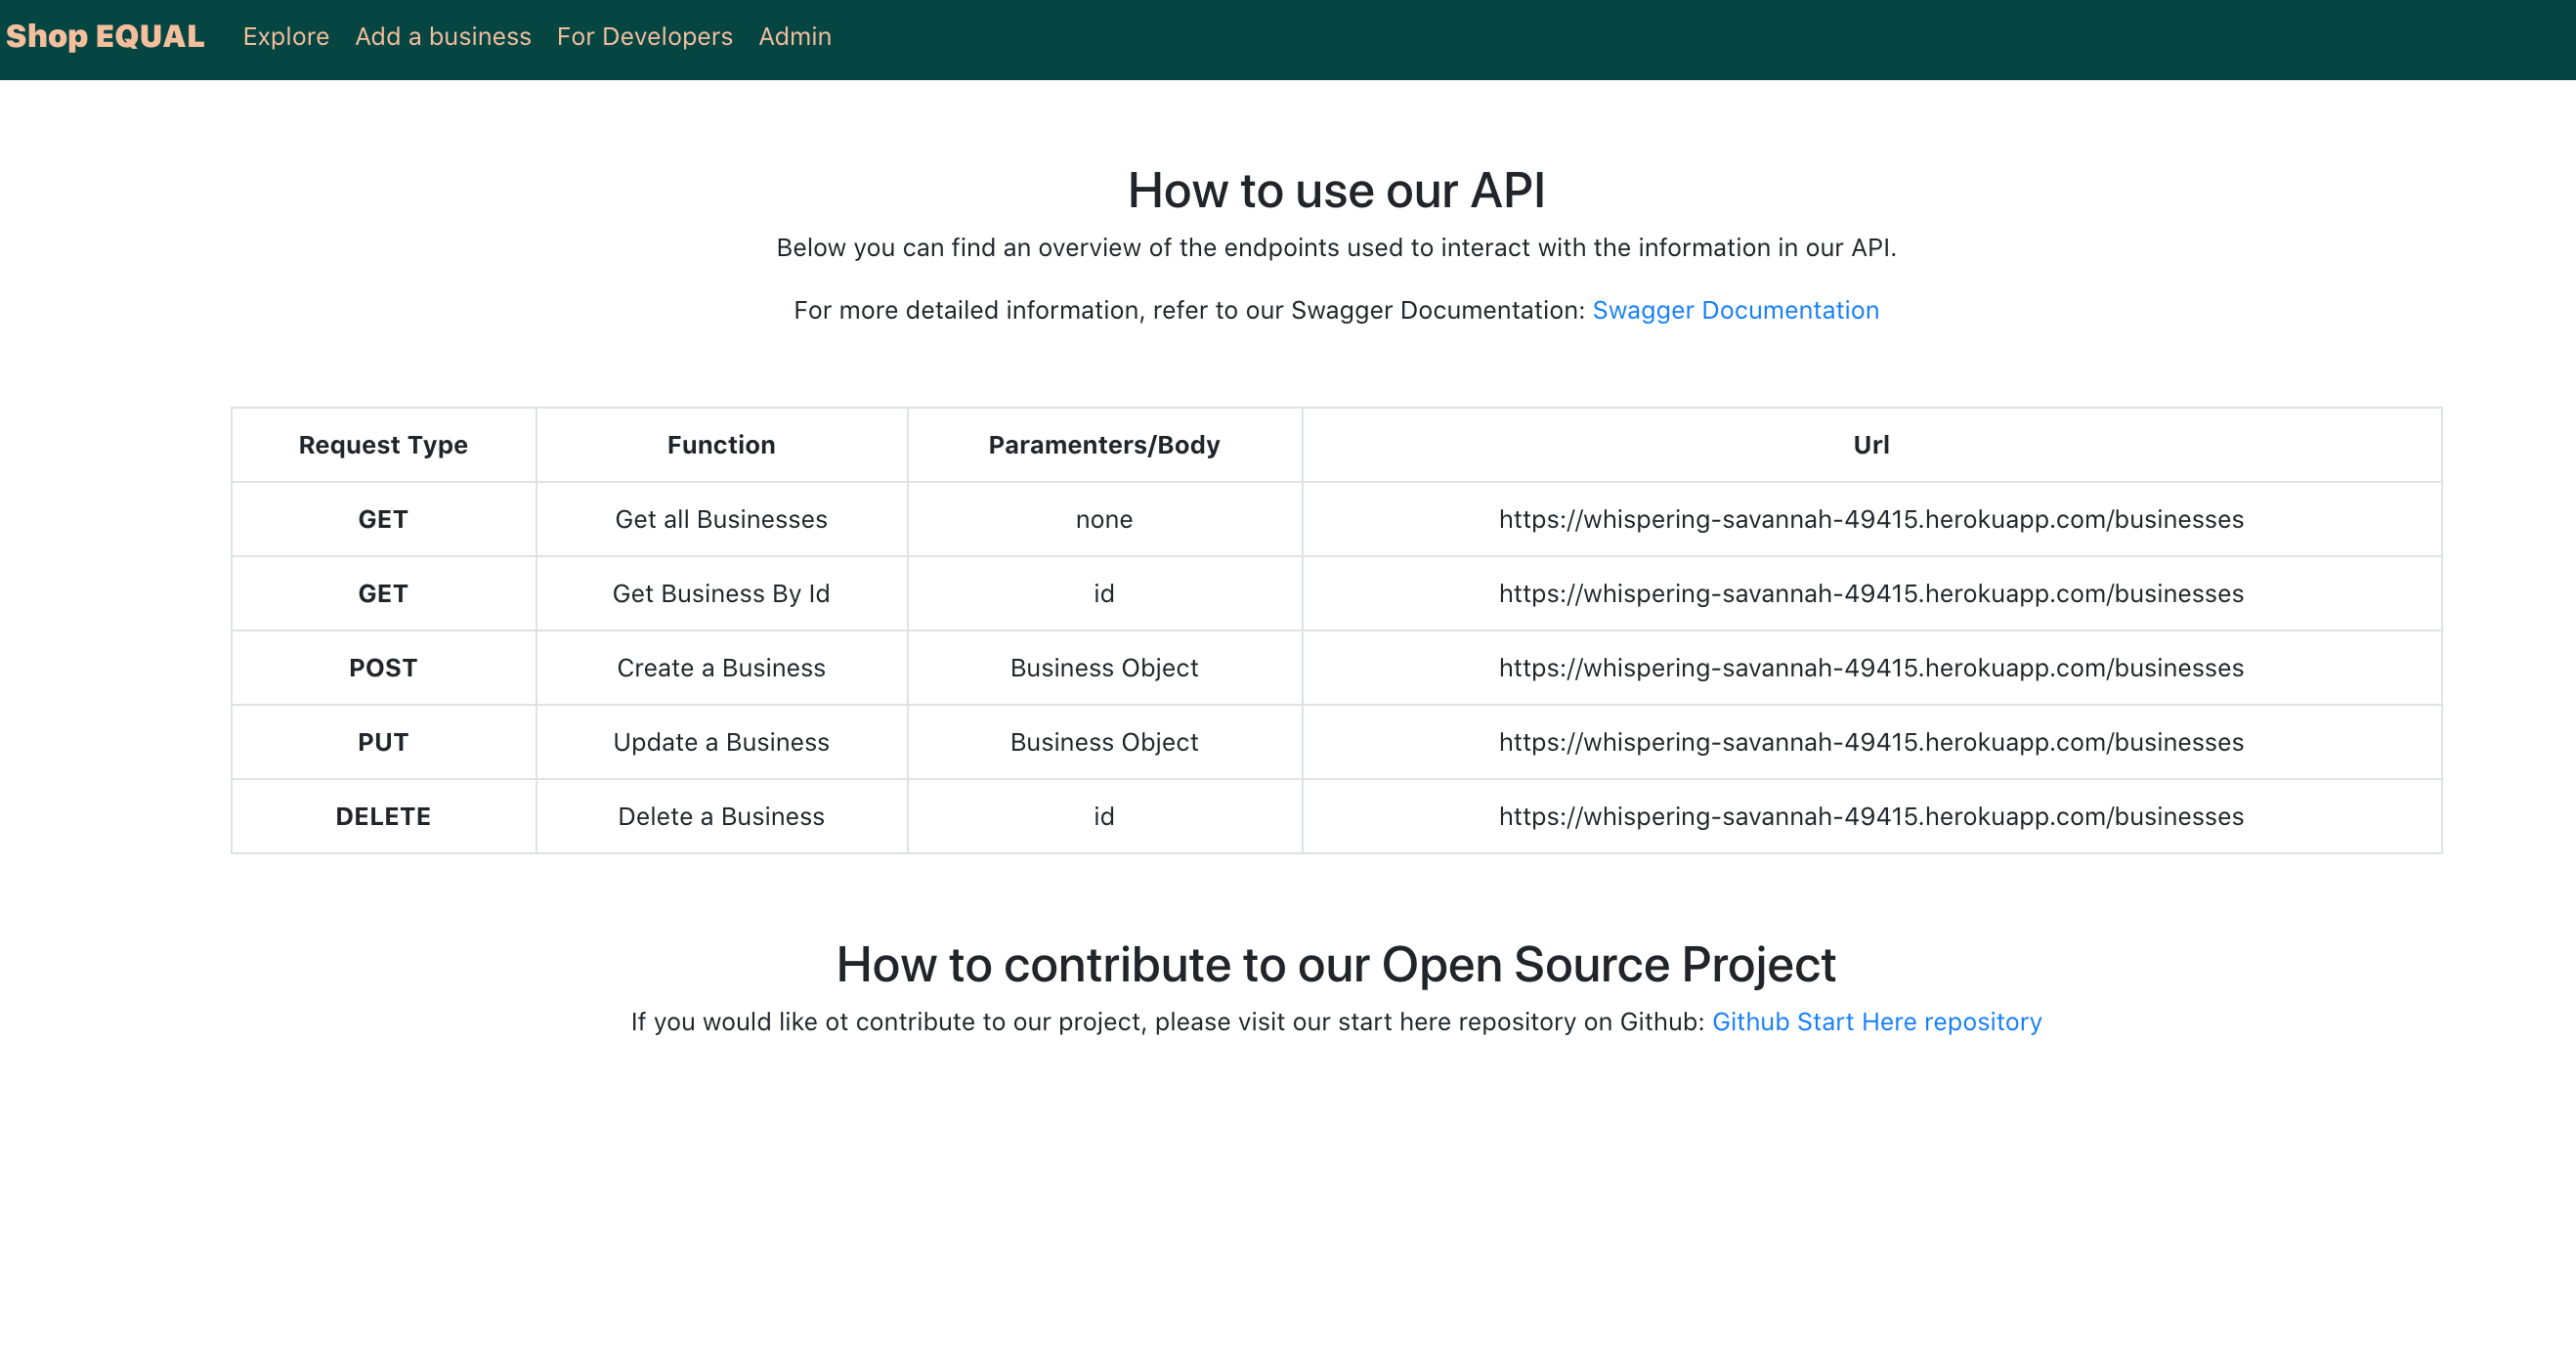 Shop EQUAL Explore Add a business For Developers Admin
How to use our API
Below you can find an overview of the endpoints used to interact with the information in our API.
For more detailed information, refer to our Swagger Documentation: Swagger Documentation
Request Type Function Paramenters/Body Url
GET Get all Businesses none https://whispering-savannah-49415.herokuapp.com/businesses
GET Get Business By Id id https://whispering-savannah-49415.herokuapp.com/businesses
POST Create a Business Business Object https://whispering-savannah-49415.herokuapp.com/businesses
PUT Update a Business Business Object https://whispering-savannah-49415.herokuapp.com/businesses
DELETE Delete a Business id https://whispering-savannah-49415.herokuapp.com/businesses
How to contribute to our Open Source Project
If you would like ot contribute to our project, please visit our start here repository on Github: Github Start Here repository